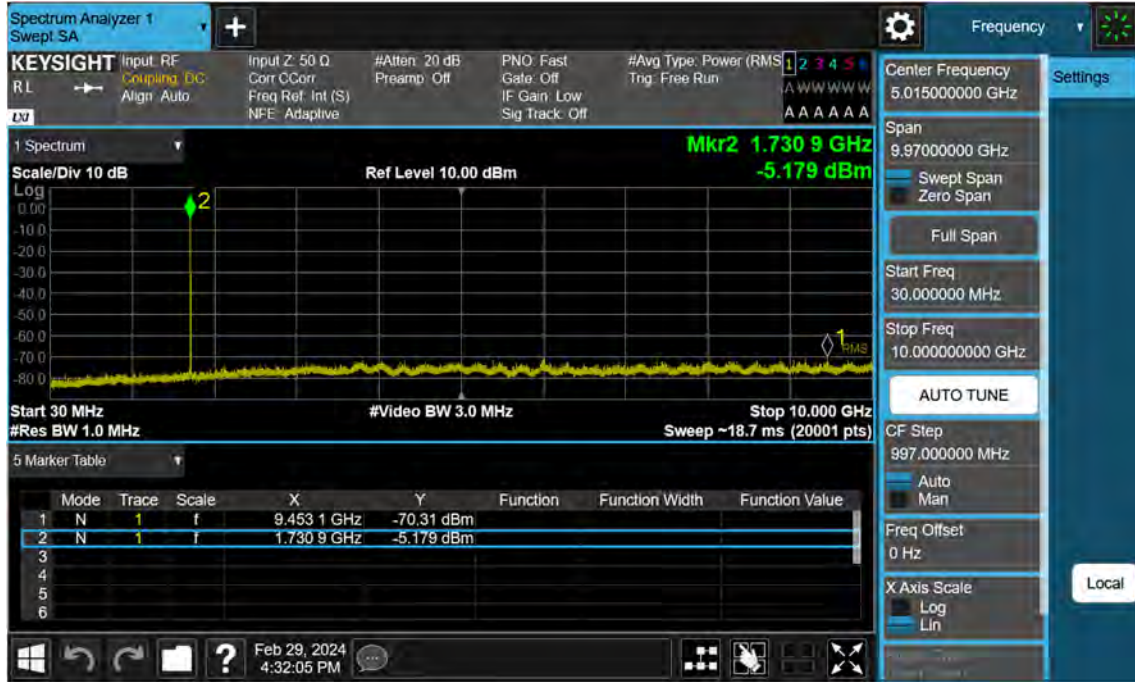 Spectrum Analyzer 1
Swept SA
+
Frequency
KEYSIGHT
RL
LXI
Input: RF
Coupling: DC
Align: Auto
Input Z: 50 Ω
Corr CCorr
Freq Ref: Int (S)
NFE: Adaptive
#Atten: 20 dB
Preamp: Off
PNO: Fast
Gate: Off
IF Gain: Low
Sig Track: Off
#Avg Type: Power (RMS
Trig: Free Run
1 2 3 4 5 6
A W W W W W
A A A A A A
1 Spectrum
Scale/Div 10 dB
Ref Level 10.00 dBm
Mkr2 1.730 9 GHz
-5.179 dBm
Log
0.00
-10.0
-20.0
-30.0
-40.0
-50.0
-60.0
-70.0
-80.0
2
1
RMS
Start 30 MHz
#Video BW 3.0 MHz
Stop 10.000 GHz
#Res BW 1.0 MHz
Sweep ~18.7 ms (20001 pts)
5 Marker Table
Mode Trace Scale X Y Function Function Width Function Value
1 N 1 f 9.453 1 GHz -70.31 dBm
2 N 1 f 1.730 9 GHz -5.179 dBm
3
4
5
6
Feb 29, 2024
4:32:05 PM
?
Center Frequency
5.015000000 GHz
Settings
Span
9.97000000 GHz
Swept Span
Zero Span
Full Span
Start Freq
30.000000 MHz
Stop Freq
10.000000000 GHz
AUTO TUNE
CF Step
997.000000 MHz
Auto
Man
Freq Offset
0 Hz
X Axis Scale
Log
Lin
Local